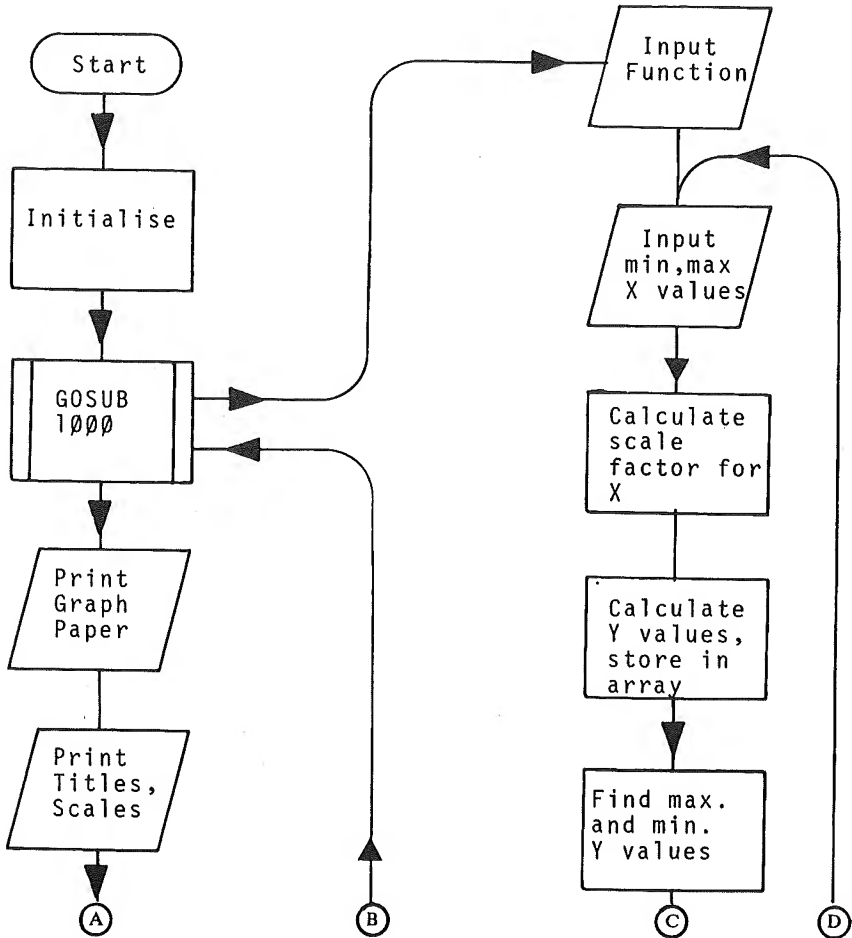 Start
Initialise
GOSUB
1000
Print
Graph
Paper
Print
Titles,
Scales
A
B
Input
Function
Input
min,max
X values
Calculate
scale
factor for
X
Calculate
Y values,
store in
array
Find max.
and min.
Y values
C
D